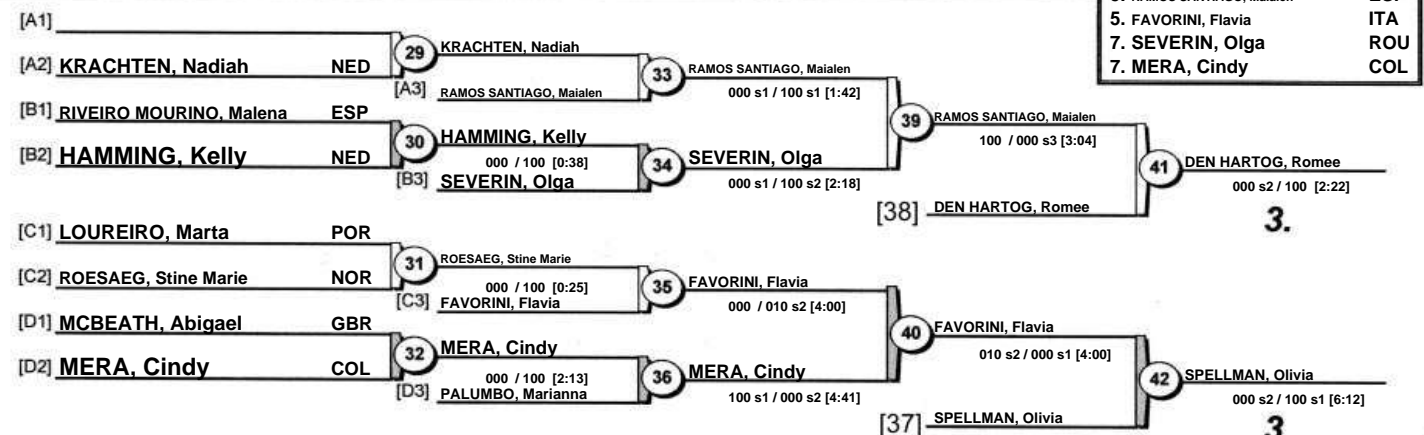 5. FAVORINI, Flavia ITA
7. SEVERIN, Olga ROU
7. MERA, Cindy COL
[A1]
[A2] KRACHTEN, Nadiah NED
29
KRACHTEN, Nadiah
[A3] RAMOS SANTIAGO, Maialen
33
RAMOS SANTIAGO, Maialen
000 s1 / 100 s1 [1:42]
[B1] RIVEIRO MOURINO, Malena ESP
[B2] HAMMING, Kelly NED
30
HAMMING, Kelly
000 / 100 [0:38]
[B3] SEVERIN, Olga
34
SEVERIN, Olga
000 s1 / 100 s2 [2:18]
39
RAMOS SANTIAGO, Maialen
100 / 000 s3 [3:04]
[38] DEN HARTOG, Romee
41
DEN HARTOG, Romee
000 s2 / 100 [2:22]
3.
[C1] LOUREIRO, Marta POR
[C2] ROESAEG, Stine Marie NOR
31
ROESAEG, Stine Marie
000 / 100 [0:25]
[C3] FAVORINI, Flavia
35
FAVORINI, Flavia
000 / 010 s2 [4:00]
[D1] MCBEATH, Abigael GBR
[D2] MERA, Cindy COL
32
MERA, Cindy
000 / 100 [2:13]
[D3] PALUMBO, Marianna
36
MERA, Cindy
100 s1 / 000 s2 [4:41]
40
FAVORINI, Flavia
010 s2 / 000 s1 [4:00]
[37] SPELLMAN, Olivia
42
SPELLMAN, Olivia
000 s2 / 100 s1 [6:12]
3